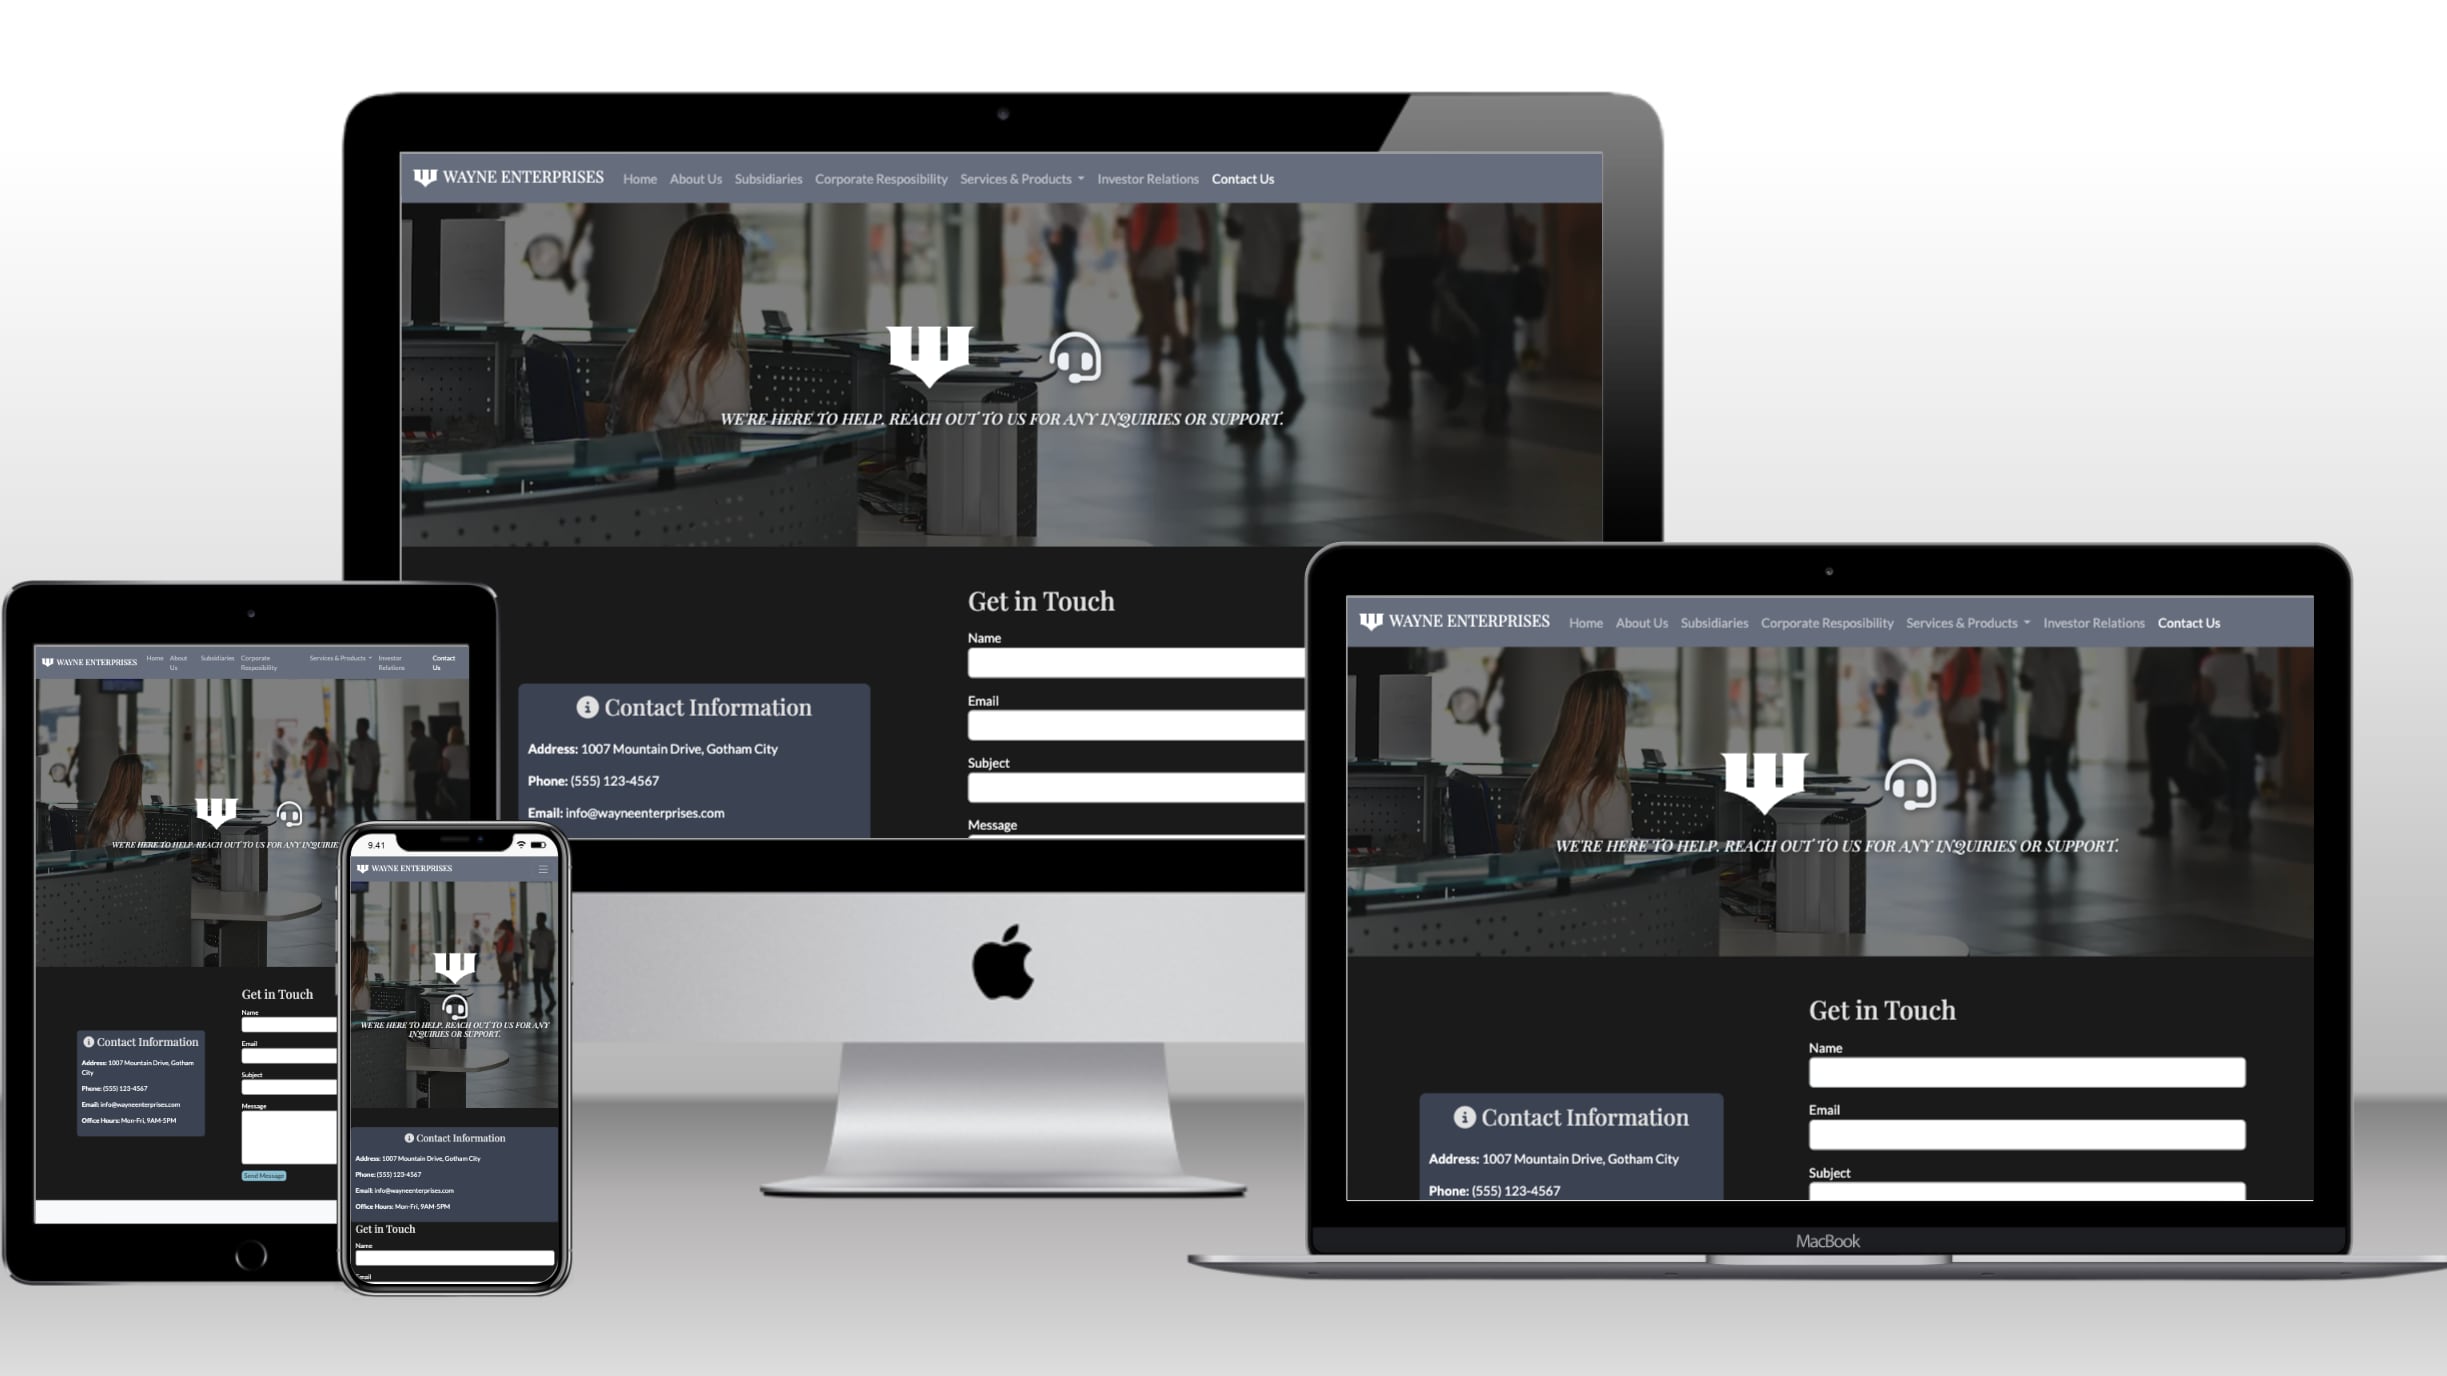 WAYNE ENTERPRISES Home About Us Subsidiaries Corporate Resposibility Services & Products Investor Relations Contact Us
WE'RE HERE TO HELP. REACH OUT TO US FOR ANY INQUIRIES OR SUPPORT.
Contact Information
Address: 1007 Mountain Drive, Gotham City
Phone: (555) 123-4567
Email: info@wayneenterprises.com
Get in Touch
Name
Email
Subject
Message
WAYNE ENTERPRISES Home About Us Subsidiaries Corporate Resposibility Services & Products Investor Relations Contact Us
WE'RE HERE TO HELP. REACH OUT TO US FOR ANY INQUIRIE
Contact Information
Address: 1007 Mountain Drive, Gotham
City
Phone: (555) 123-4567
Email: info@wayneenterprises.com
Office Hours: Mon-Fri, 9AM-5PM
Get in Touch
Name
Email
Subject
Message
Send Message
9.41
WAYNE ENTERPRISES
WE'RE HERE TO HELP. REACH OUT TO US FOR ANY
INQUIRIES OR SUPPORT.
Contact Information
Address: 1007 Mountain Drive, Gotham City
Phone: (555) 123-4567
Email: info@wayneenterprises.com
Office Hours: Mon-Fri, 9AM-5PM
Get in Touch
Name
Email
WAYNE ENTERPRISES Home About Us Subsidiaries Corporate Resposibility Services & Products Investor Relations Contact Us
WE'RE HERE TO HELP. REACH OUT TO US FOR ANY INQUIRIES OR SUPPORT.
Contact Information
Address: 1007 Mountain Drive, Gotham City
Phone: (555) 123-4567
Get in Touch
Name
Email
Subject
MacBook